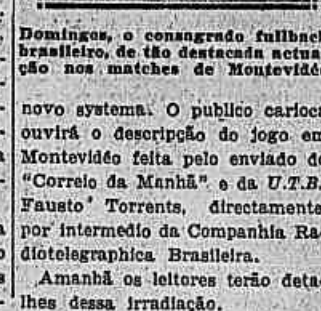 Domingos, o consagrado fullback
brasileiro, de tão destacada actua-
ção nos matches de Montevidéo
novo systema. O publico carioca
ouvirá o descripção do jogo em
Montevidéo feita pelo enviado do
"Correio da Manhã" e da U.T.B.
Fausto Torrents, directamente
por intermedio da Companhia Ra-
diotelegraphica Brasileira.
Amanhã os leitores terão deta-
lhes dessa irradiação.